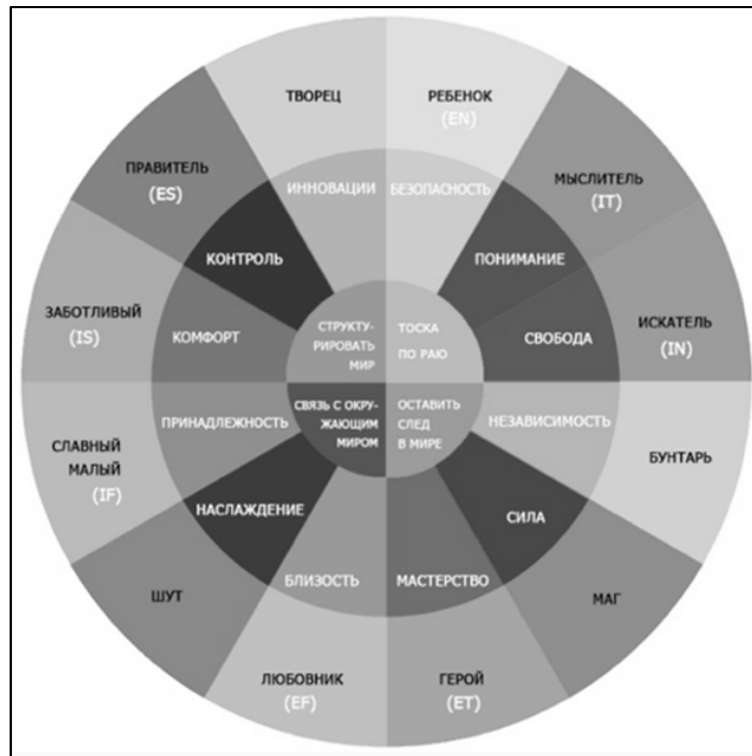 ТВОРЕЦ
РЕБЕНОК
(EN)
ПРАВИТЕЛЬ
(ES)
МЫСЛИТЕЛЬ
(IT)
ИННОВАЦИИ
БЕЗОПАСНОСТЬ
КОНТРОЛЬ
ПОНИМАНИЕ
ЗАБОТЛИВЫЙ
(IS)
ИСКАТЕЛЬ
(IN)
КОМФОРТ
СВОБОДА
СТРУКТУ-
РИРОВАТЬ
МИР
ТОСКА
ПО РАЮ
СВЯЗЬ С ОКРУ-
ЖАЮЩИМ
МИРОМ
ОСТАВИТЬ
СЛЕД
В МИРЕ
ПРИНАДЛЕЖНОСТЬ
НЕЗАВИСИМОСТЬ
СЛАВНЫЙ
МАЛЫЙ
(IF)
БУНТАРЬ
НАСЛАЖДЕНИЕ
СИЛА
БЛИЗОСТЬ
МАСТЕРСТВО
ШУТ
МАГ
ЛЮБОВНИК
(EF)
ГЕРОЙ
(ET)